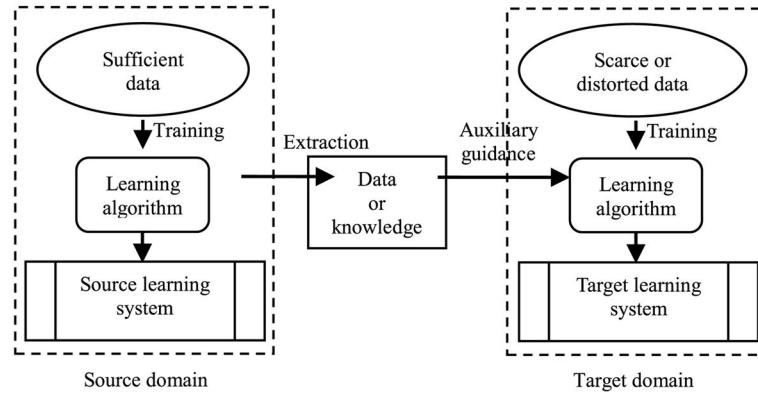 Sufficient
data
Training
Learning
algorithm
Source learning
system
Source domain
Extraction
Data
or
knowledge
Auxiliary
guidance
Scarce or
distorted data
Training
Learning
algorithm
Target learning
system
Target domain